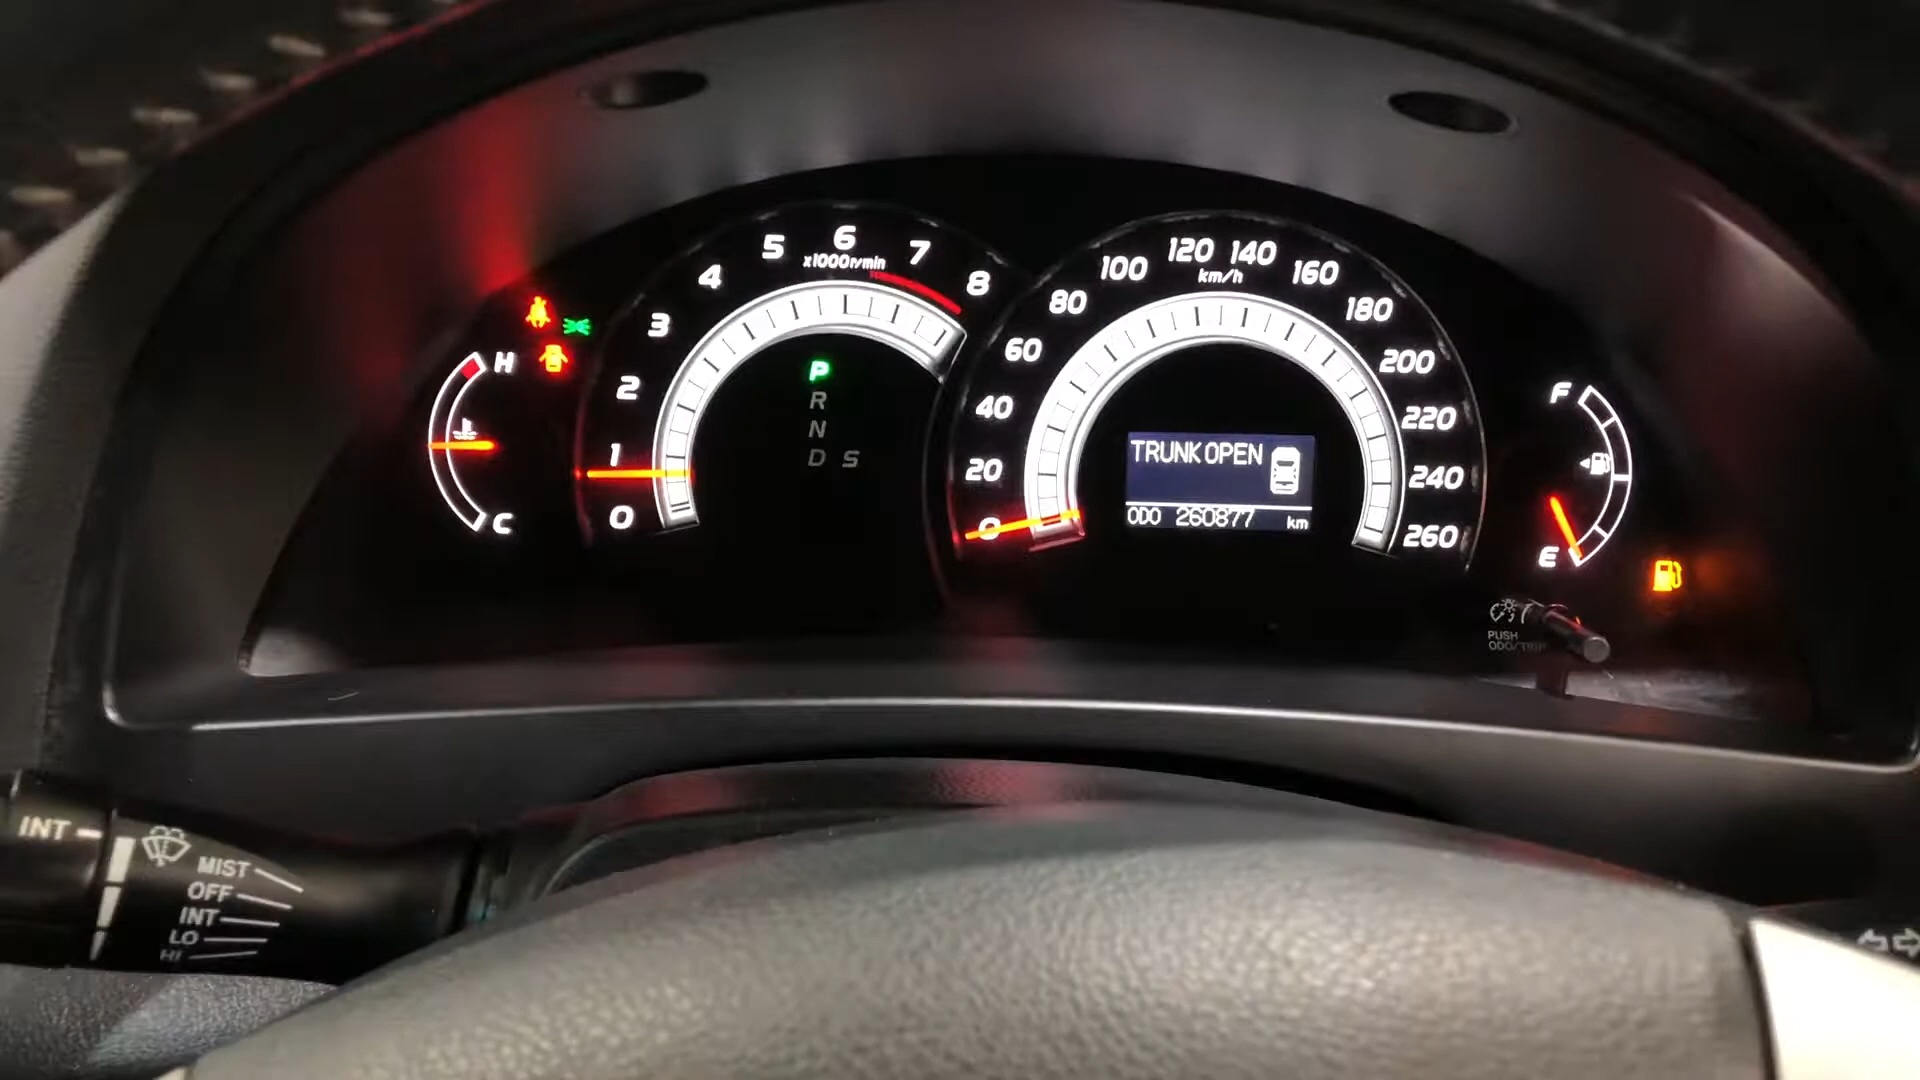 0
1
2
3
4
5
6
7
8
x1000r/min
H
C
P
R
N
D S
0
20
40
60
80
100
120
140
160
180
200
220
240
260
km/h
TRUNK OPEN
ODO 260877 km
F
E
PUSH
ODO/TRIP
INT
MIST
OFF
INT
LO
HI